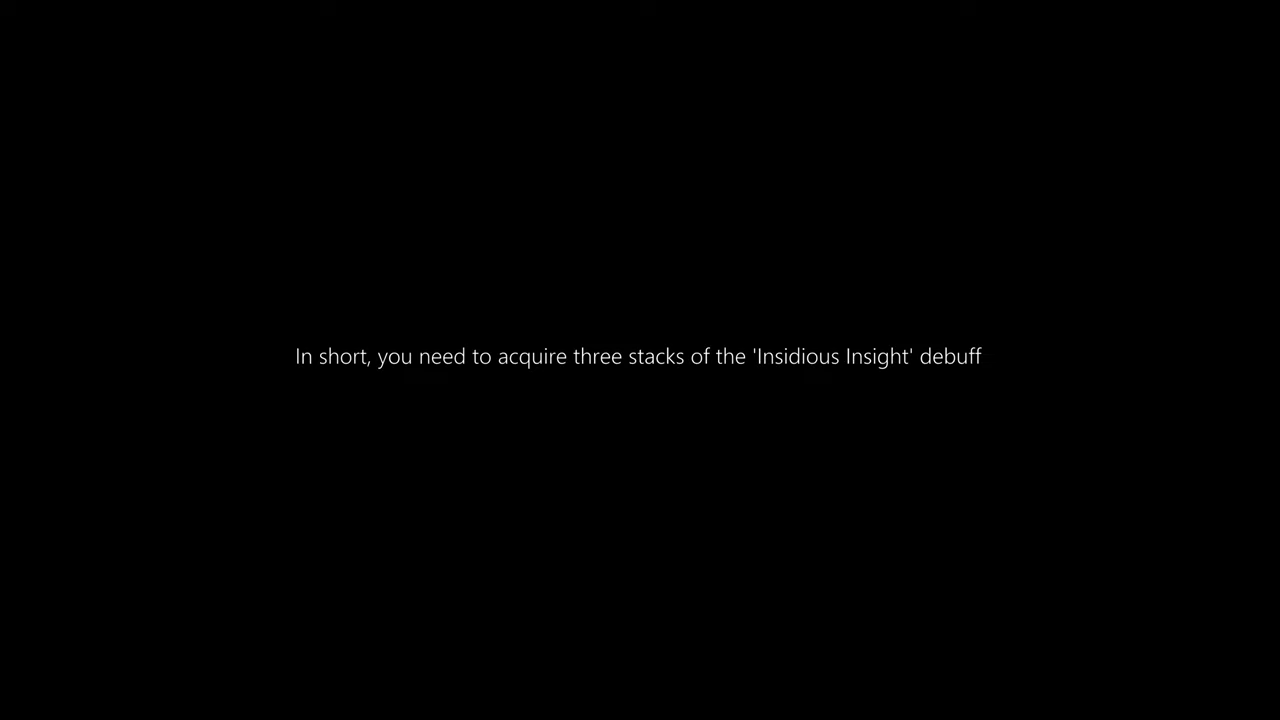 In short, you need to acquire three stacks of the 'Insidious Insight' debuff